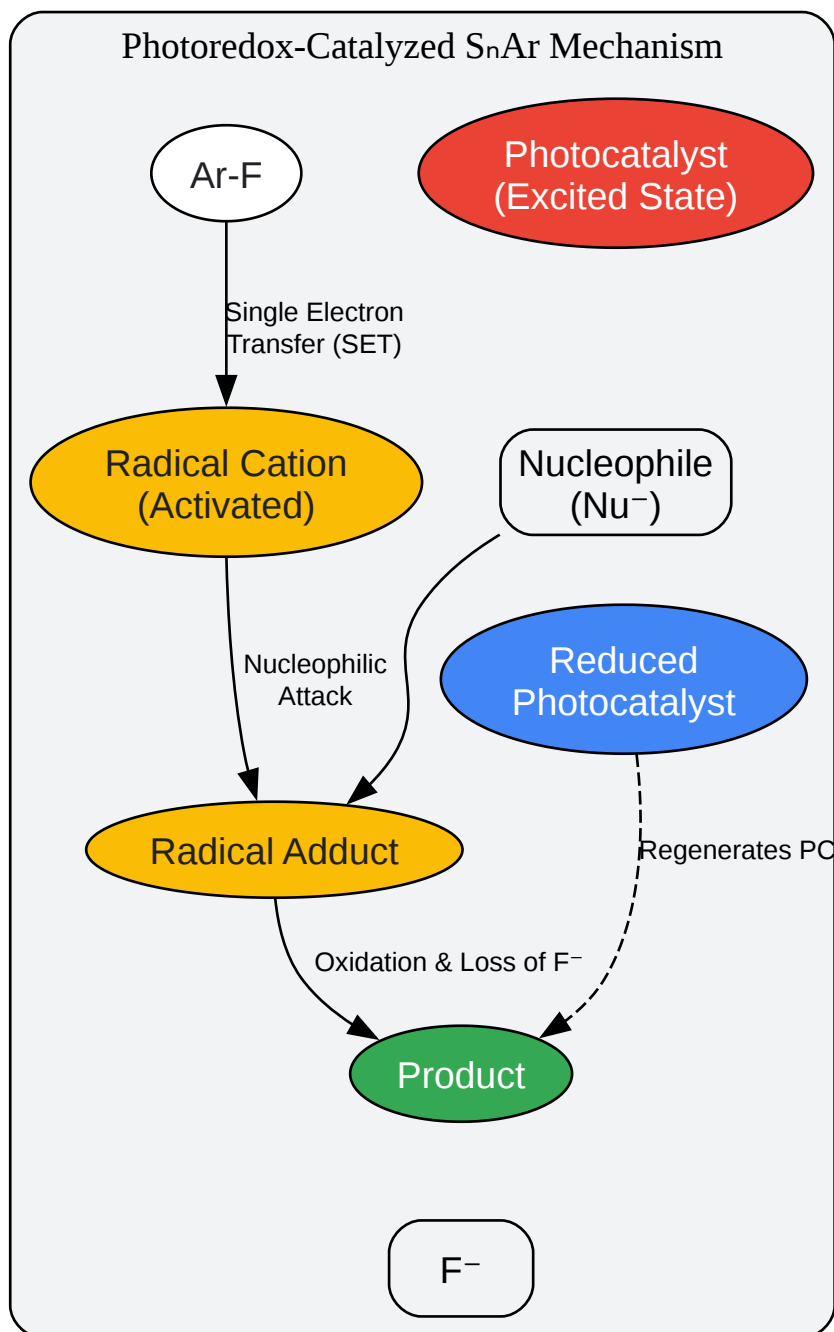 Photoredox-Catalyzed SₙAr Mechanism
Ar-F
Photocatalyst
(Excited State)
Single Electron
Transfer (SET)
Radical Cation
(Activated)
Nucleophile
(Nu⁻)
Nucleophilic
Attack
Reduced
Photocatalyst
Radical Adduct
Regenerates PC
Oxidation & Loss of F⁻
Product
F⁻